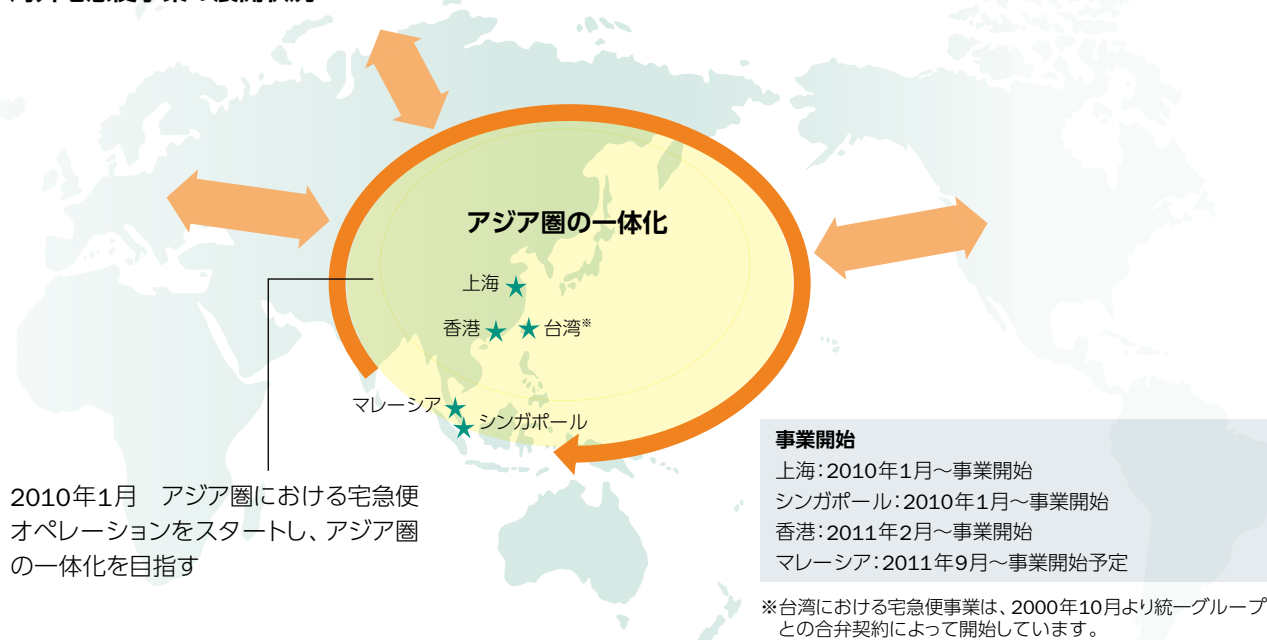 アジア圏の一体化
上海
香港
台湾※
マレーシア
シンガポール
2010年1月　アジア圏における宅急便
オペレーションをスタートし、アジア圏
の一体化を目指す
事業開始
上海：2010年1月～事業開始
シンガポール：2010年1月～事業開始
香港：2011年2月～事業開始
マレーシア：2011年9月～事業開始予定
※台湾における宅急便事業は、2000年10月より統一グループ
との合弁契約によって開始しています。